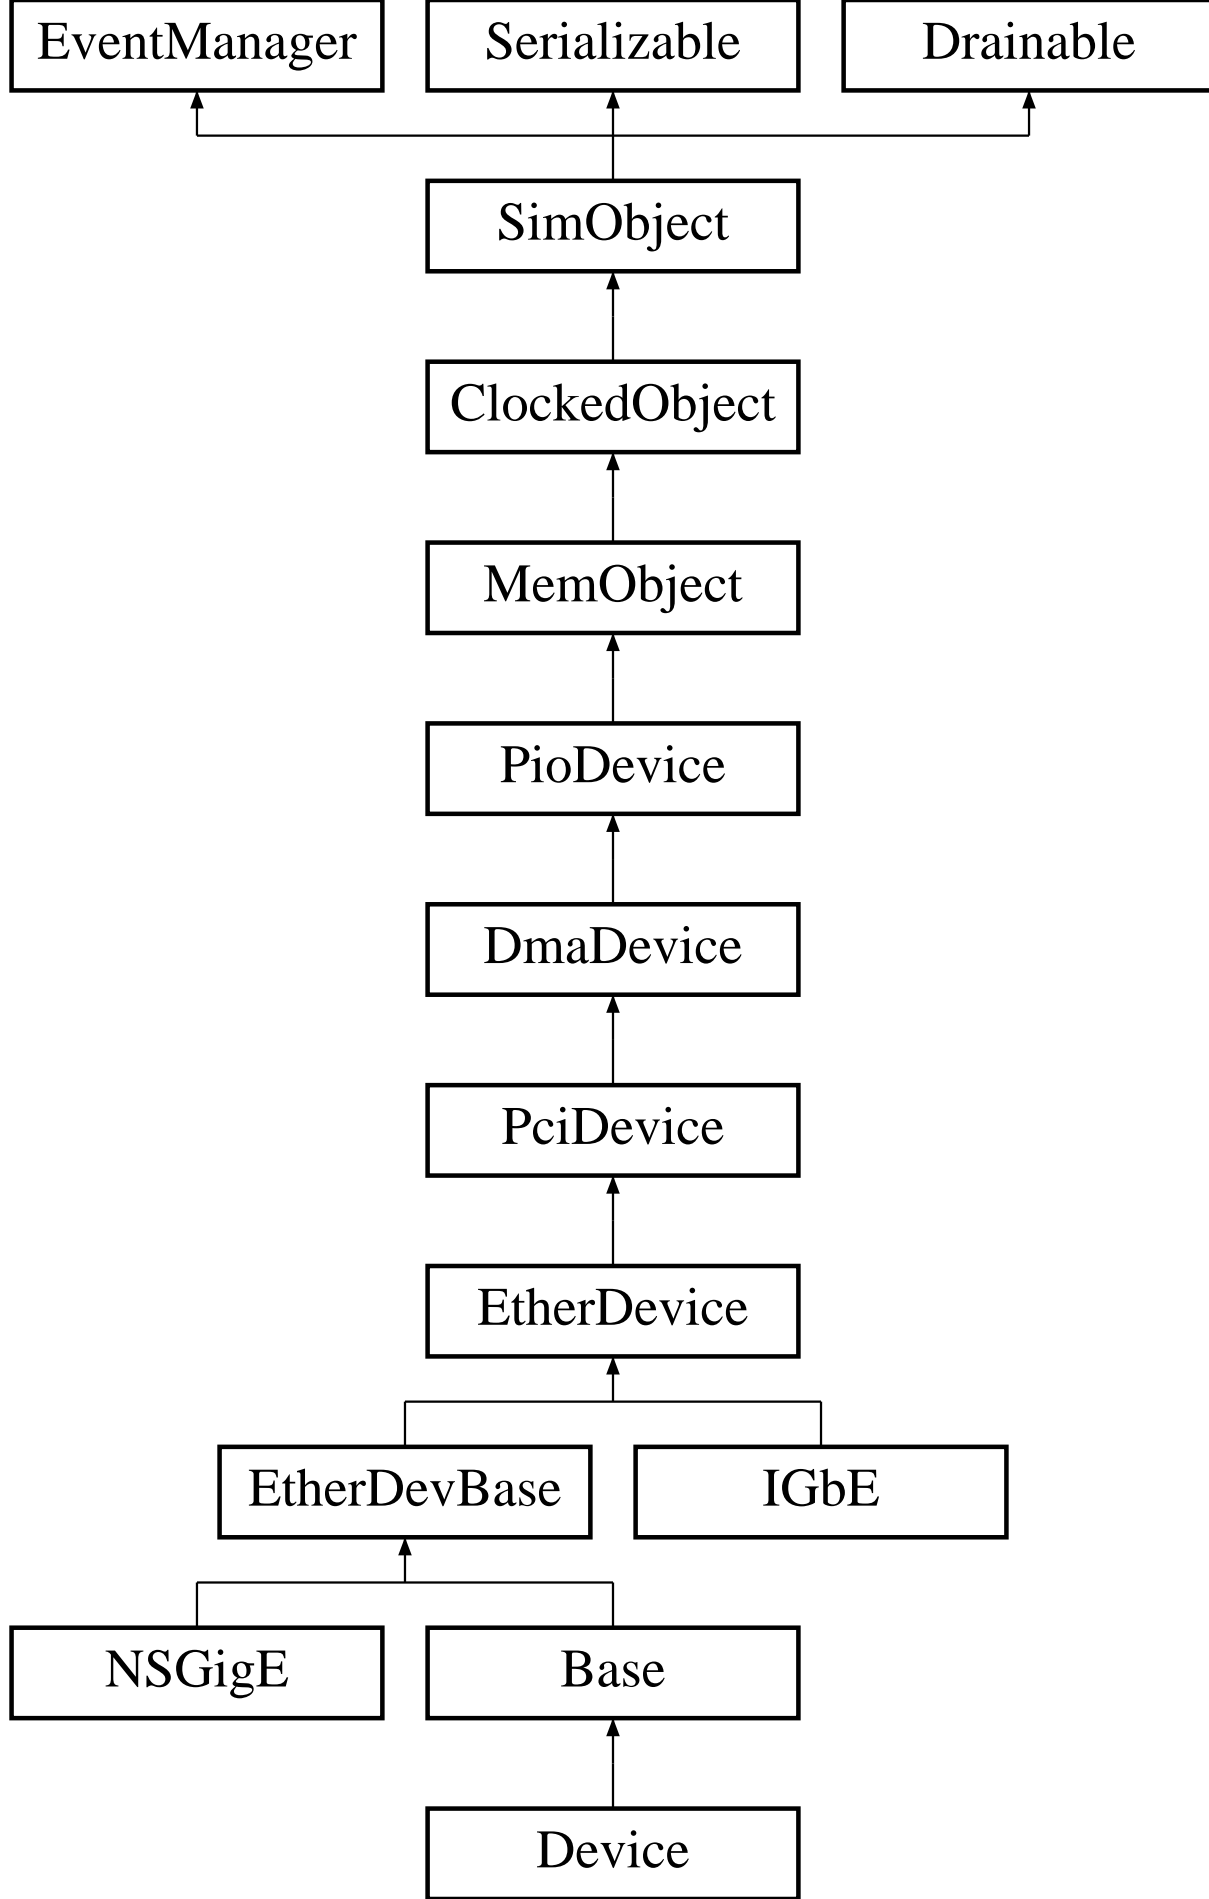 EventManager
Serializable
Drainable
SimObject
ClockedObject
MemObject
PioDevice
DmaDevice
PciDevice
EtherDevice
EtherDevBase
IGbE
NSGigE
Base
Device